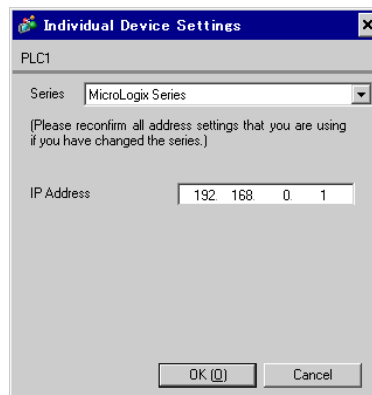 Individual Device Settings
PLC1
Series MicroLogix Series
(Please reconfirm all address settings that you are using
if you have changed the series.)
IP Address 192. 168. 0. 1
OK (O) Cancel